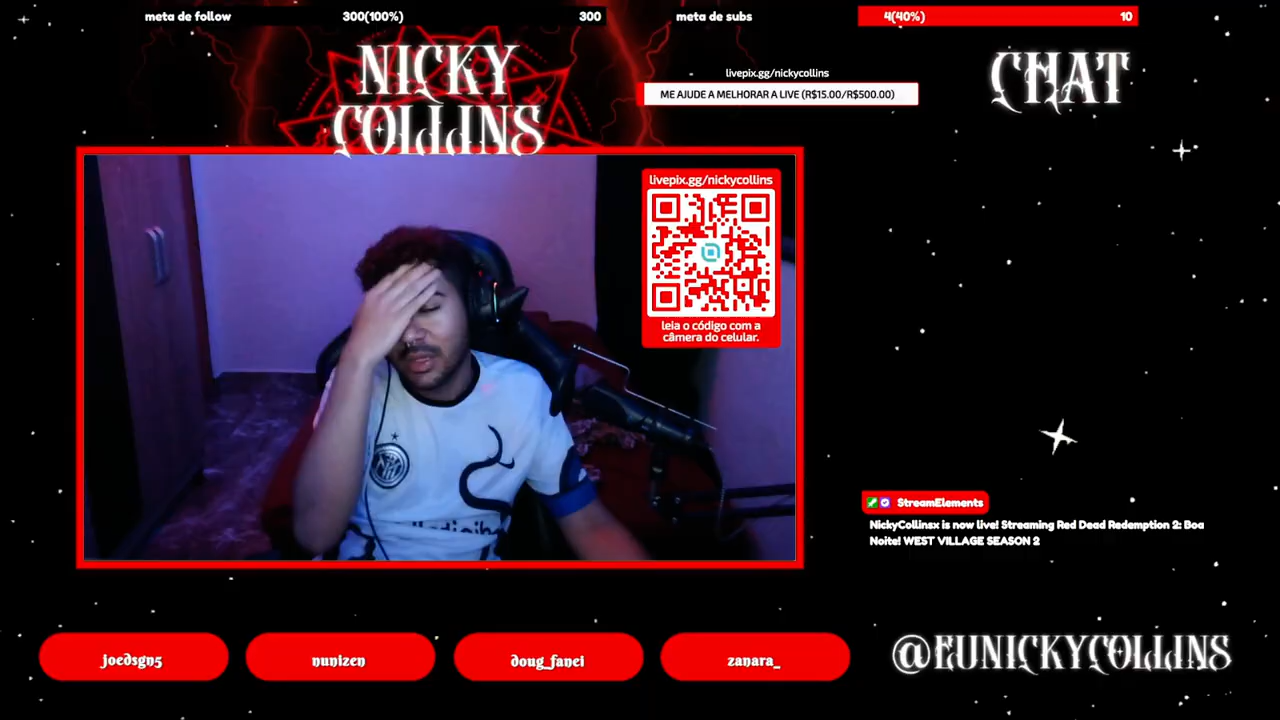 meta de follow 300(100%) 300
meta de subs 4(40%) 10
NICKY
COLLINS
livepix.gg/nickycollins
ME AJUDE A MELHORAR A LIVE (R$15.00/R$500.00)
CHAT
livepix.gg/nickycollins
leia o código com a
câmera do celular.
StreamElements
NickyCollinsx is now live! Streaming Red Dead Redemption 2: Boa
Noite! WEST VILLAGE SEASON 2
joedsgn5
nunizen
doug_fanei
zanara_
@EUNICKYCOLLINS